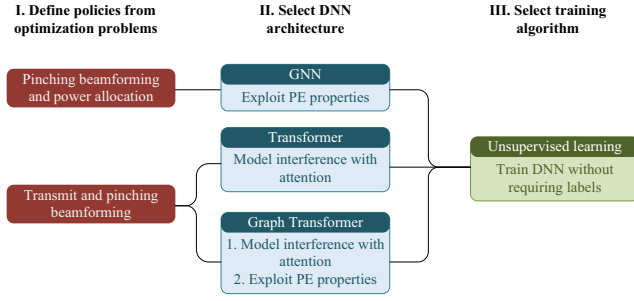 I. Define policies from
optimization problems
II. Select DNN
architecture
III. Select training
algorithm
Pinching beamforming
and power allocation
GNN
Exploit PE properties
Transformer
Model interference with
attention
Unsupervised learning
Train DNN without
requiring labels
Transmit and pinching
beamforming
Graph Transformer
1. Model interference with
attention
2. Exploit PE properties